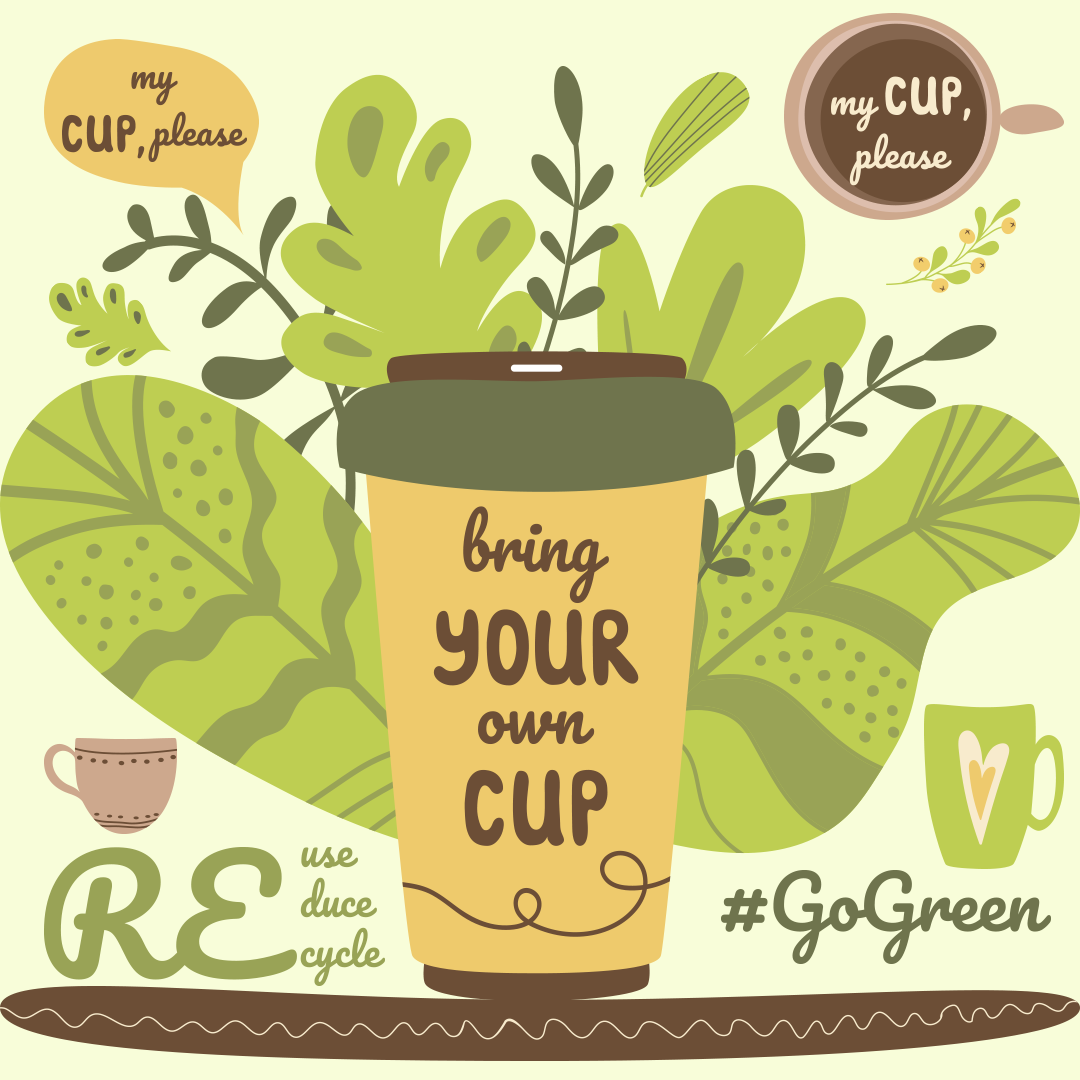 my
CUP, please
my CUP,
please
bring
YOUR
own
CUP
RE
use
duce
cycle
#GoGreen